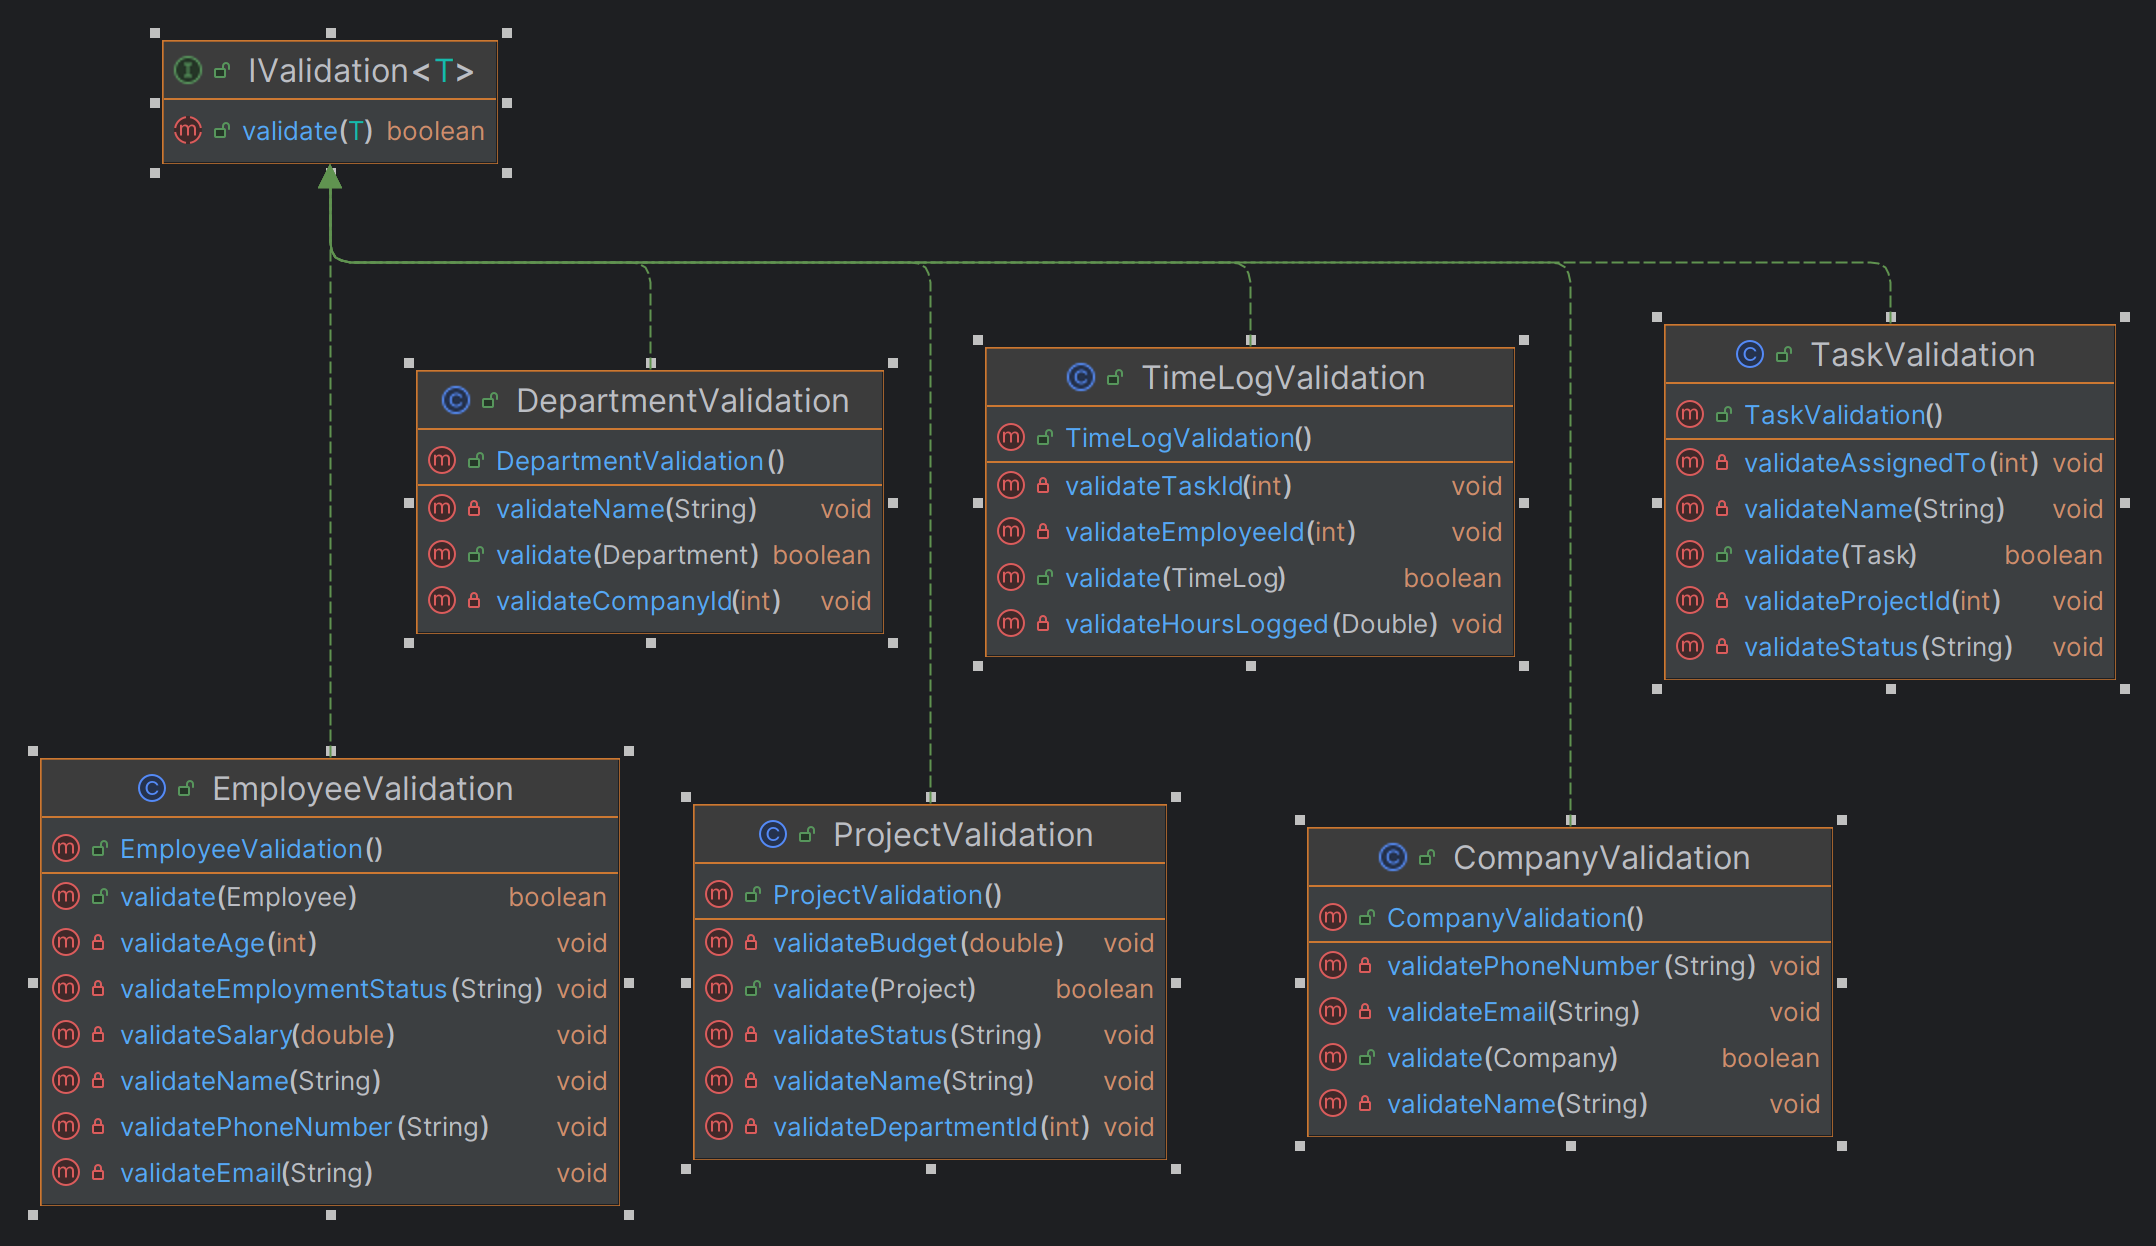 IValidation<T>
validate(T) boolean
DepartmentValidation
DepartmentValidation()
validateName(String) void
validate(Department) boolean
validateCompanyId(int) void
TimeLogValidation
TimeLogValidation()
validateTaskId(int) void
validateEmployeeId(int) void
validate(TimeLog) boolean
validateHoursLogged(Double) void
TaskValidation
TaskValidation()
validateAssignedTo(int) void
validateName(String) void
validate(Task) boolean
validateProjectId(int) void
validateStatus(String) void
EmployeeValidation
EmployeeValidation()
validate(Employee) boolean
validateAge(int) void
validateEmploymentStatus(String) void
validateSalary(double) void
validateName(String) void
validatePhoneNumber(String) void
validateEmail(String) void
ProjectValidation
ProjectValidation()
validateBudget(double) void
validate(Project) boolean
validateStatus(String) void
validateName(String) void
validateDepartmentId(int) void
CompanyValidation
CompanyValidation()
validatePhoneNumber(String) void
validateEmail(String) void
validate(Company) boolean
validateName(String) void